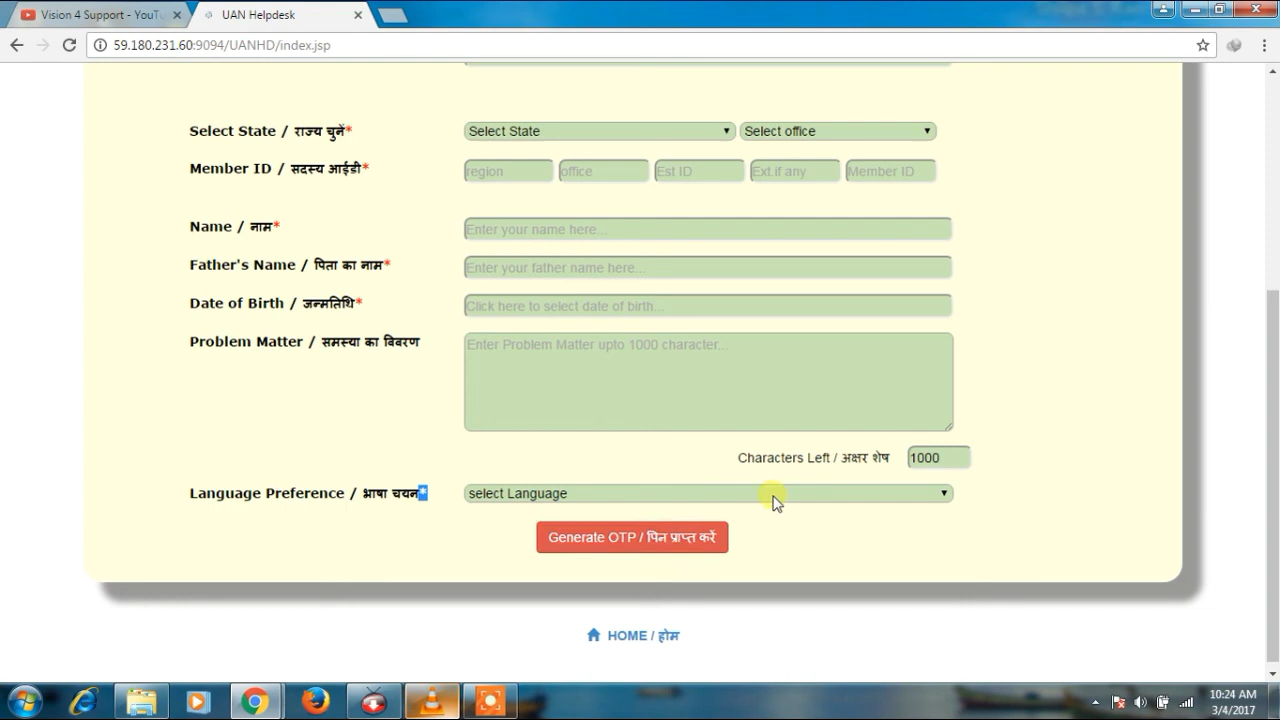 Vision 4 Support - YouTu
UAN Helpdesk
59.180.231.60:9094/UANHD/index.jsp
Select State / राज्य चुनें* Select State Select office
Member ID / सदस्य आईडी* region office Est ID Ext.if any Member ID
Name / नाम* Enter your name here...
Father's Name / पिता का नाम* Enter your father name here...
Date of Birth / जन्मतिथि* Click here to select date of birth...
Problem Matter / समस्या का विवरण Enter Problem Matter upto 1000 character...
Characters Left / अक्षर शेष 1000
Language Preference / भाषा चयन* select Language
Generate OTP / पिन प्राप्त करें
HOME / होम
10:24 AM
3/4/2017